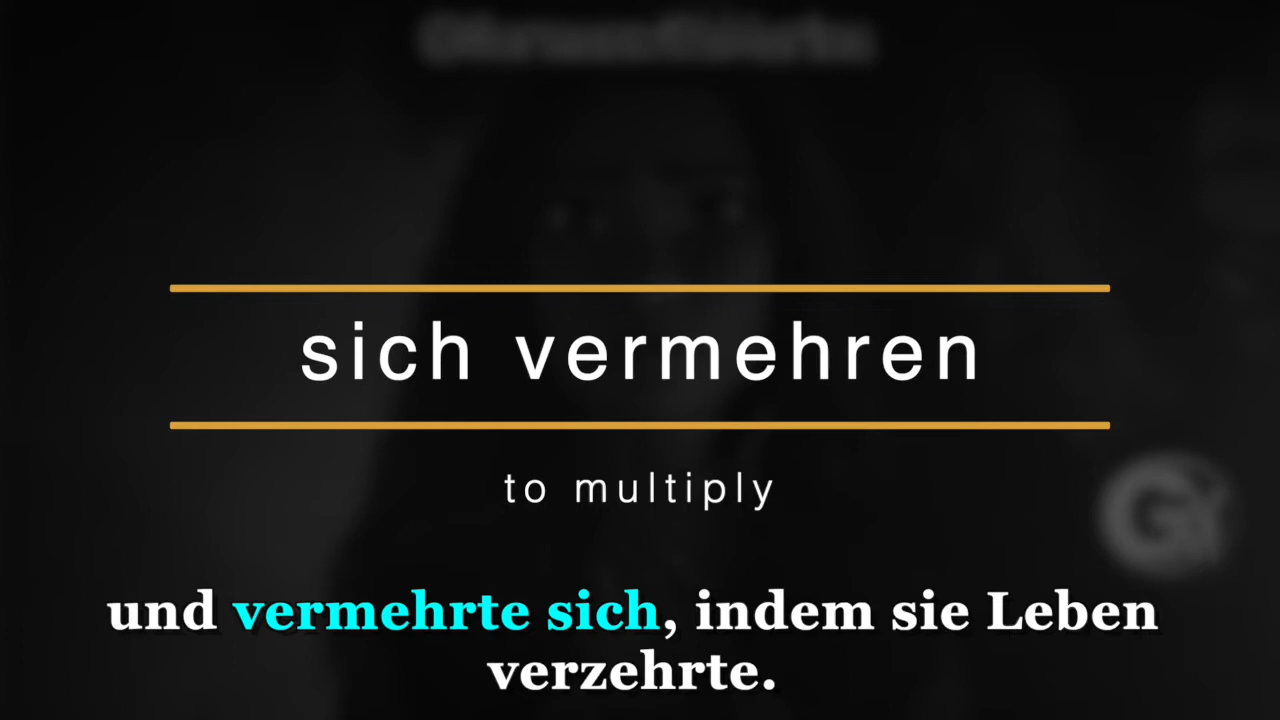 sich vermehren
to multiply
und vermehrte sich, indem sie Leben
verzehrte.